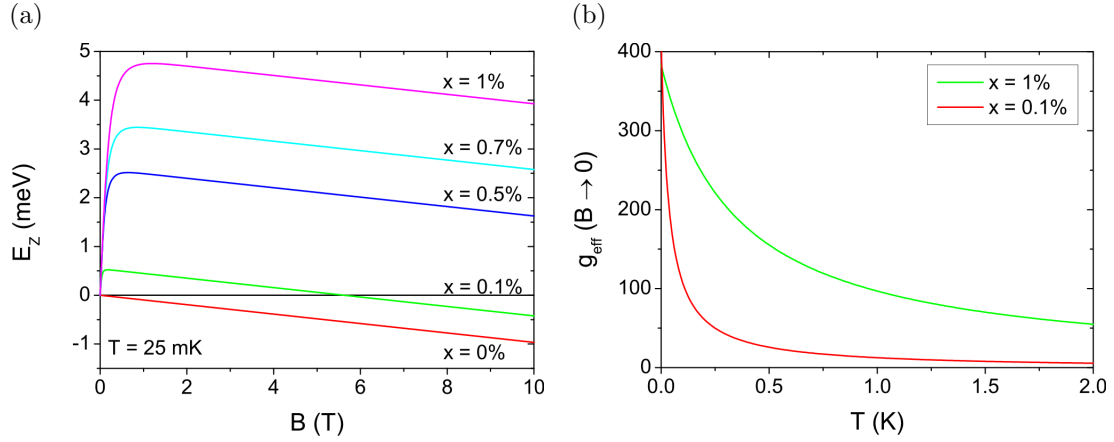 (a)
5
4
3
2
1
0
-1
E_Z (meV)
x = 1%
x = 0.7%
x = 0.5%
x = 0.1%
x = 0%
T = 25 mK
0 2 4 6 8 10
B (T)
(b)
400
300
200
100
0
g_eff (B → 0)
x = 1%
x = 0.1%
0.0 0.5 1.0 1.5 2.0
T (K)